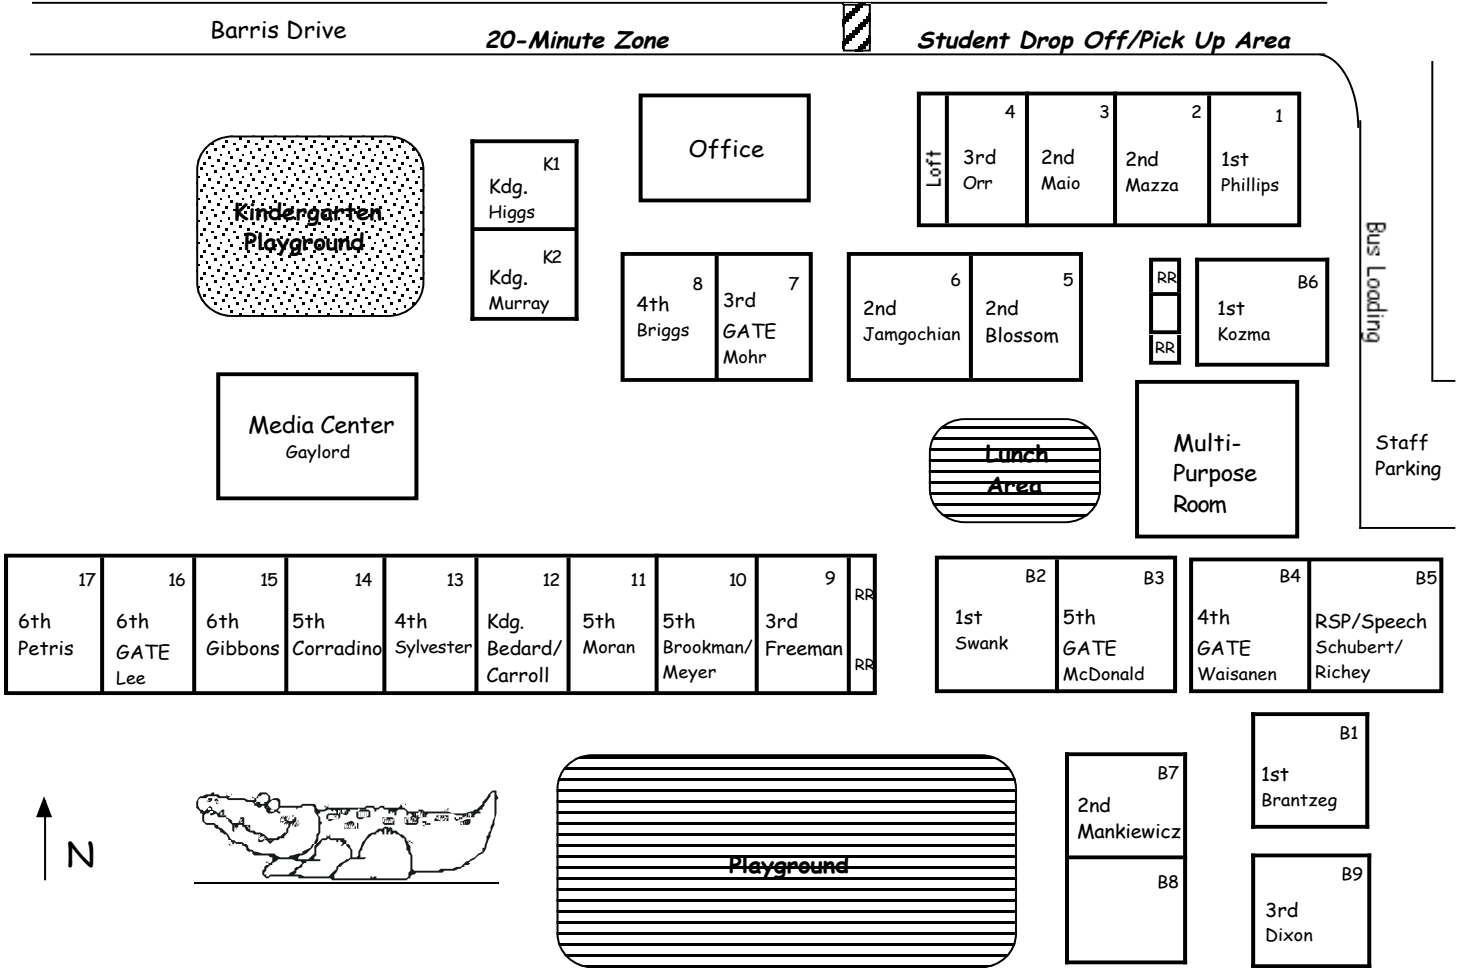 Barris Drive
20-Minute Zone
Student Drop Off/Pick Up Area
Office
Loft
4
3rd
Orr
3
2nd
Maio
2
2nd
Mazza
1
1st
Phillips
Kindergarten
Playground
K1
Kdg.
Higgs
K2
Kdg.
Murray
8
4th
Briggs
7
3rd
GATE
Mohr
6
2nd
Jamgochian
5
2nd
Blossom
RR
RR
B6
1st
Kozma
Bus Loading
Media Center
Gaylord
Lunch
Area
Multi-
Purpose
Room
Staff
Parking
17
6th
Petris
16
6th
GATE
Lee
15
6th
Gibbons
14
5th
Corradino
13
4th
Sylvester
12
Kdg.
Bedard/
Carroll
11
5th
Moran
10
5th
Brookman/
Meyer
9
3rd
Freeman
RR
RR
B2
1st
Swank
B3
5th
GATE
McDonald
B4
4th
GATE
Waisanen
B5
RSP/Speech
Schubert/
Richey
B1
1st
Brantzeg
B7
2nd
Mankiewicz
B8
B9
3rd
Dixon
Playground
N